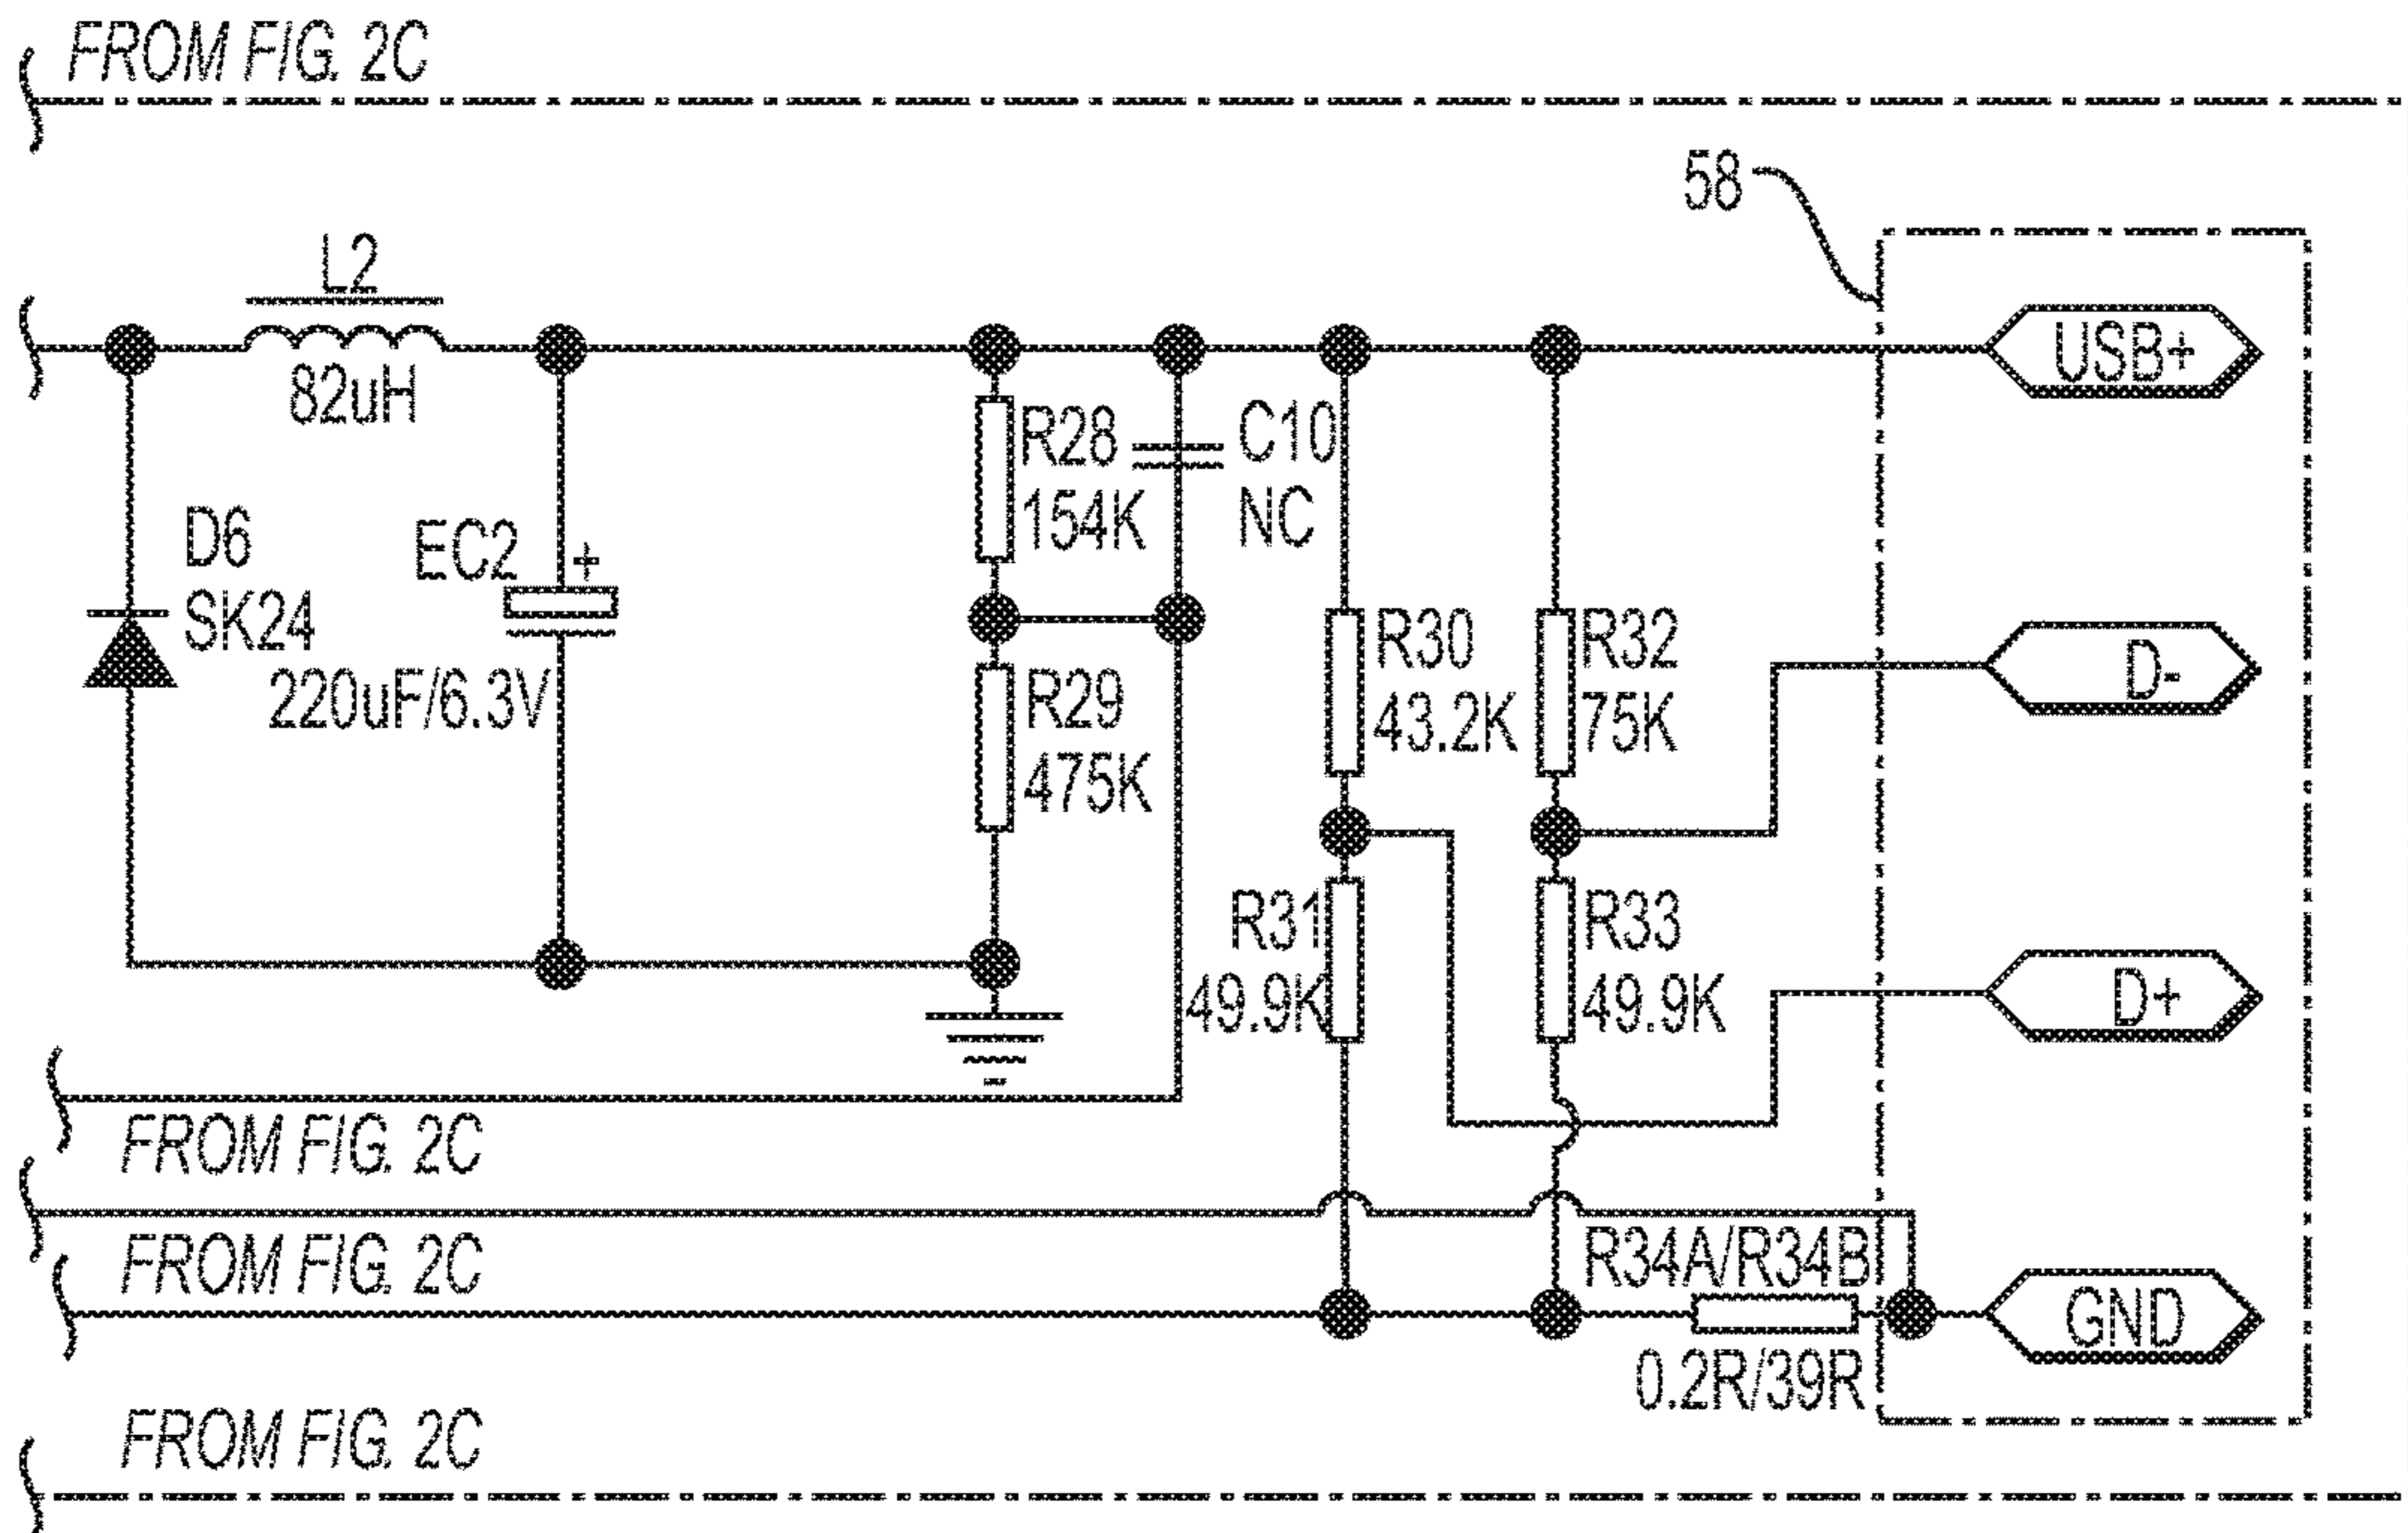 FROM FIG. 2C
58
L2
82uH
USB+
R28
154K
C10
NC
D6
SK24
EC2
+
220uF/6.3V
R30
43.2K
R32
75K
D-
R29
475K
R31
49.9K
R33
49.9K
D+
FROM FIG. 2C
FROM FIG. 2C
R34A/R34B
0.2R/39R
GND
FROM FIG. 2C